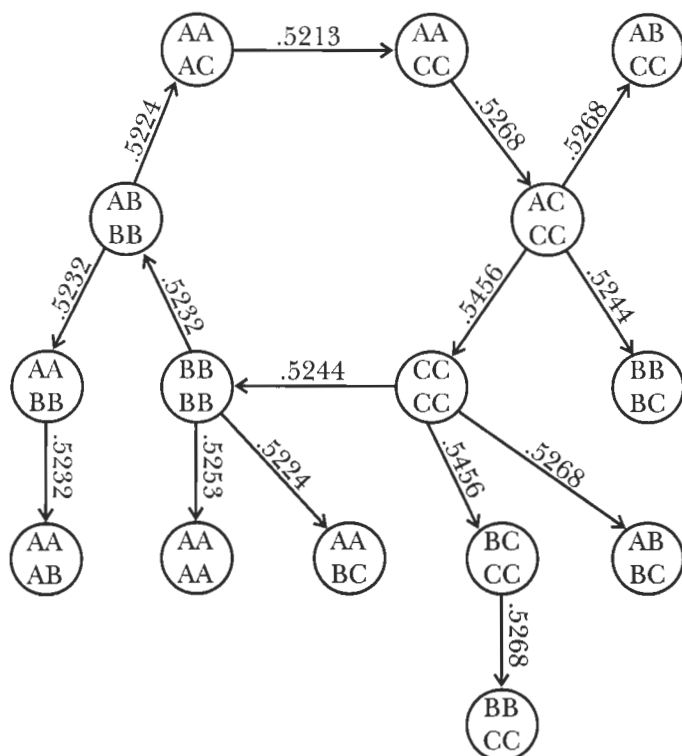 AA
AC
.5213
AA
CC
AB
CC
.5224
.5268
.5268
AB
BB
AC
CC
.5232
.5232
.5456
.5244
AA
BB
BB
BB
.5244
CC
CC
BB
BC
.5232
.5253
.5224
.5456
.5268
AA
AB
AA
AA
AA
BC
BC
CC
AB
BC
.5268
BB
CC